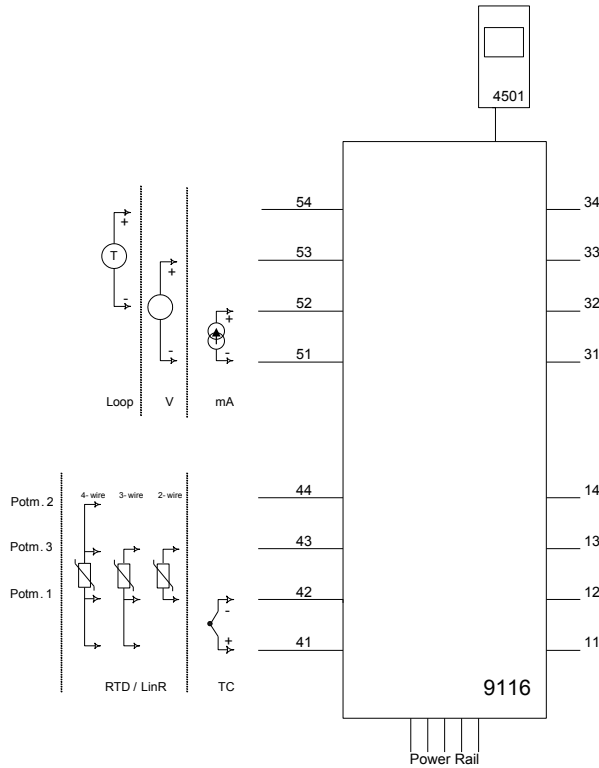 4501
54 34
+
53 33
T
+
52 32
+
-
-
-
51 31
Loop V mA
4- wire 3- wire 2- wire
Potm. 2
44 14
Potm. 3
43 13
Potm. 1
42 12
-
+
41 11
RTD / LinR TC
9116
Power Rail